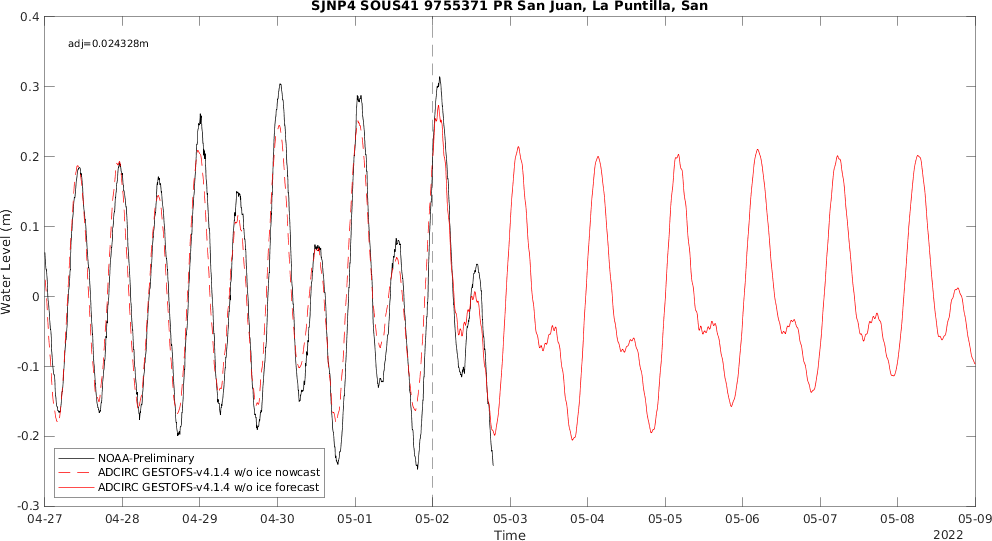 SJNP4 SOUS41 9755371 PR San Juan, La Puntilla, San
adj=0.024328m
Water Level (m)
0.4
0.3
0.2
0.1
0
-0.1
-0.2
-0.3
NOAA-Preliminary
ADCIRC GESTOFS-v4.1.4 w/o ice nowcast
ADCIRC GESTOFS-v4.1.4 w/o ice forecast
04-27 04-28 04-29 04-30 05-01 05-02 05-03 05-04 05-05 05-06 05-07 05-08 05-09
Time
2022